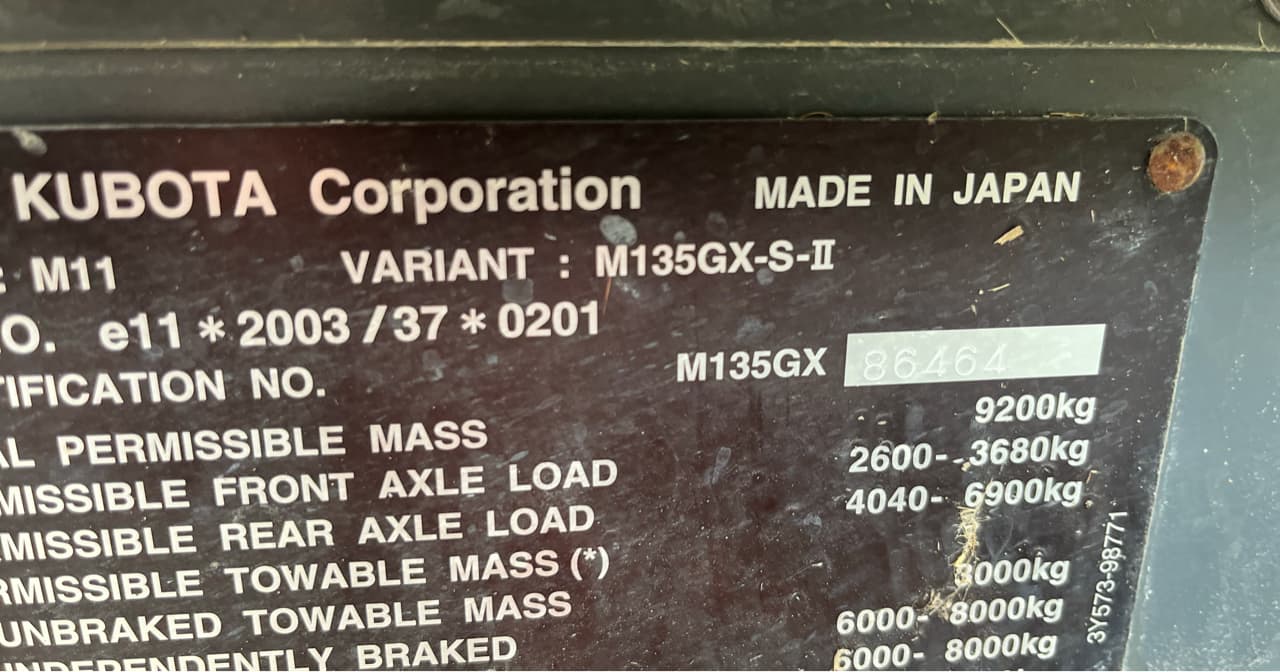 KUBOTA Corporation MADE IN JAPAN
: M11 VARIANT : M135GX-S-Ⅱ
O. e11＊2003/37＊0201
TIFICATION NO. M135GX 86464
AL PERMISSIBLE MASS 9200kg
MISSIBLE FRONT AXLE LOAD 2600- 3680kg
MISSIBLE REAR AXLE LOAD 4040- 6900kg
RMISSIBLE TOWABLE MASS (*)
UNBRAKED TOWABLE MASS 3000kg
INDEPENDENTLY BRAKED 6000- 8000kg
6000- 8000kg
3Y573-98771